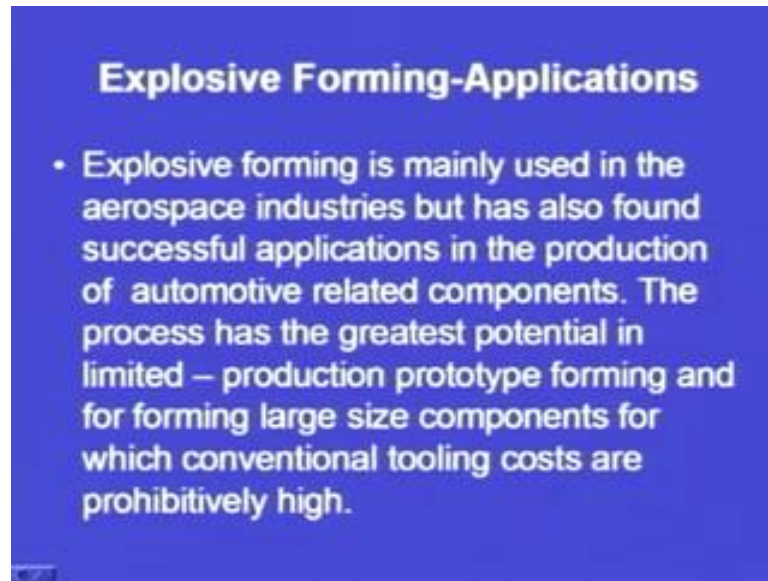 Explosive Forming-Applications
• Explosive forming is mainly used in the
aerospace industries but has also found
successful applications in the production
of automotive related components. The
process has the greatest potential in
limited – production prototype forming and
for forming large size components for
which conventional tooling costs are
prohibitively high.